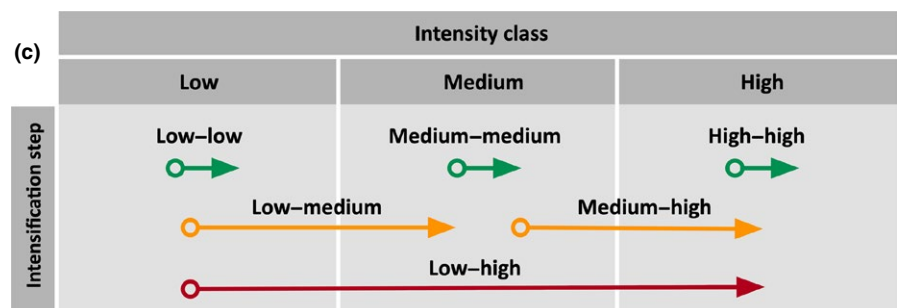 (c)
Intensity class
Low Medium High
Intensification step
Low–low Medium–medium High–high
Low–medium Medium–high
Low–high